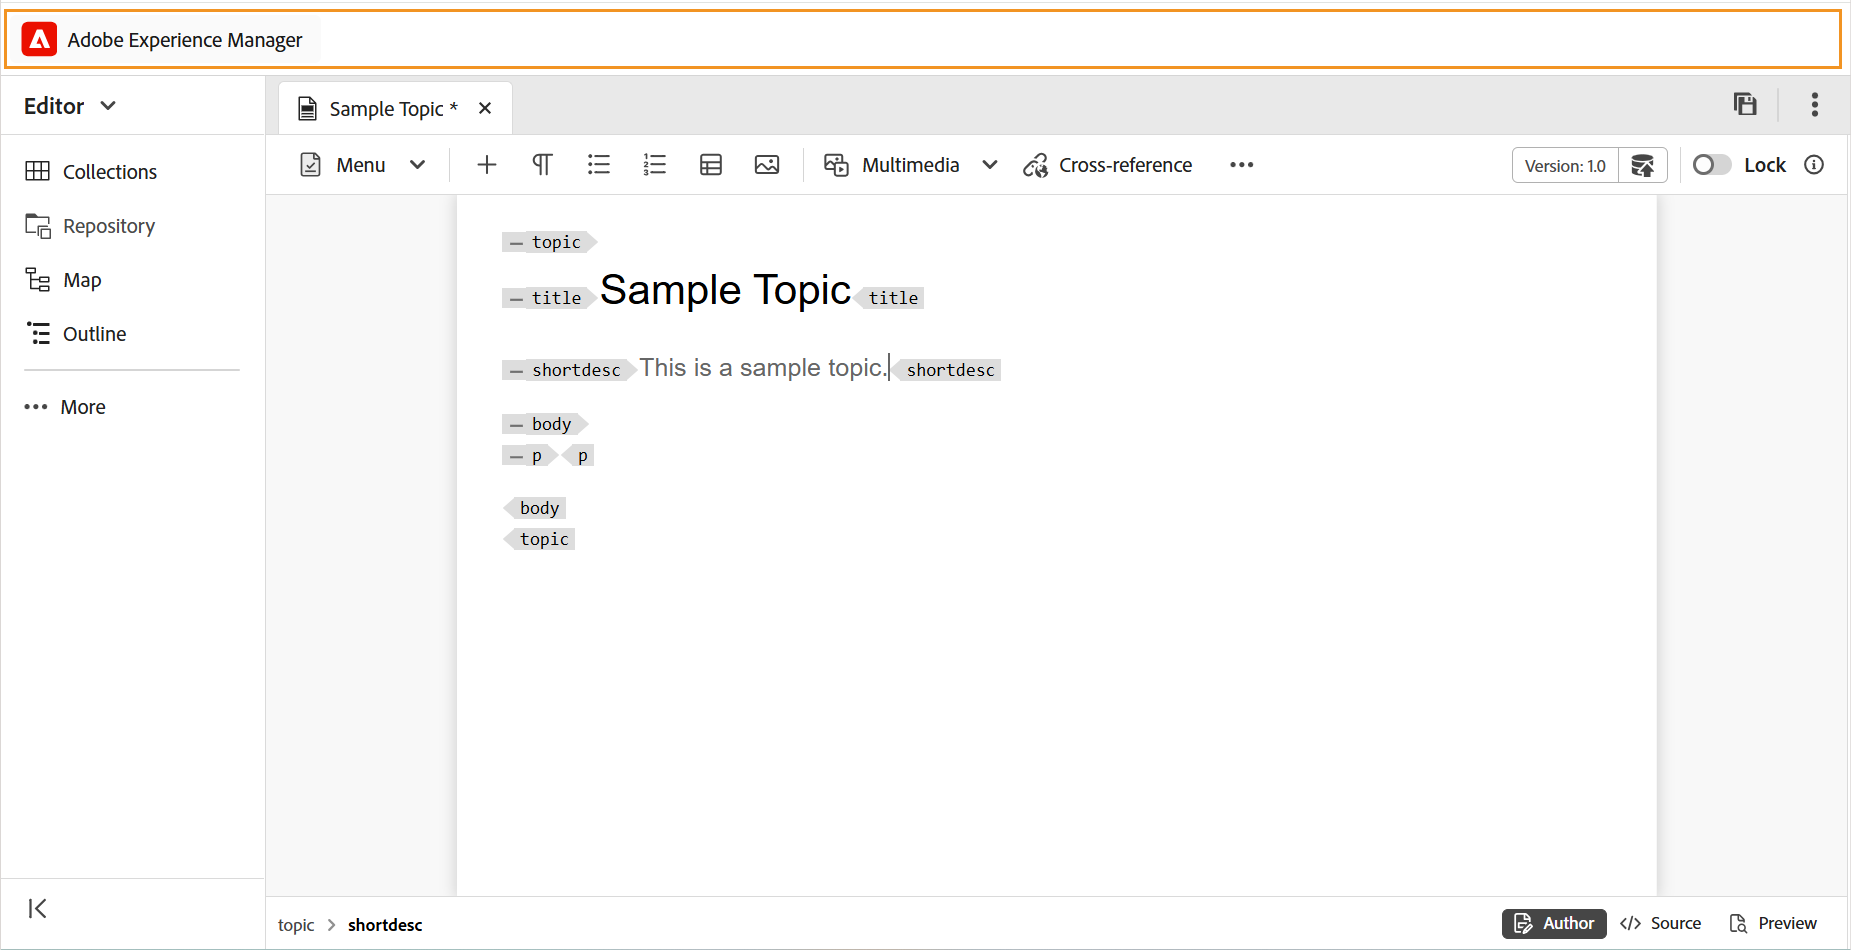 Adobe Experience Manager
Editor
Sample Topic *
Collections
Repository
Map
Outline
More
Menu
Multimedia
Cross-reference
Version: 1.0
Lock
topic
title Sample Topic title
shortdesc This is a sample topic. shortdesc
body
p p
body
topic
topic > shortdesc
Author
</> Source
Preview